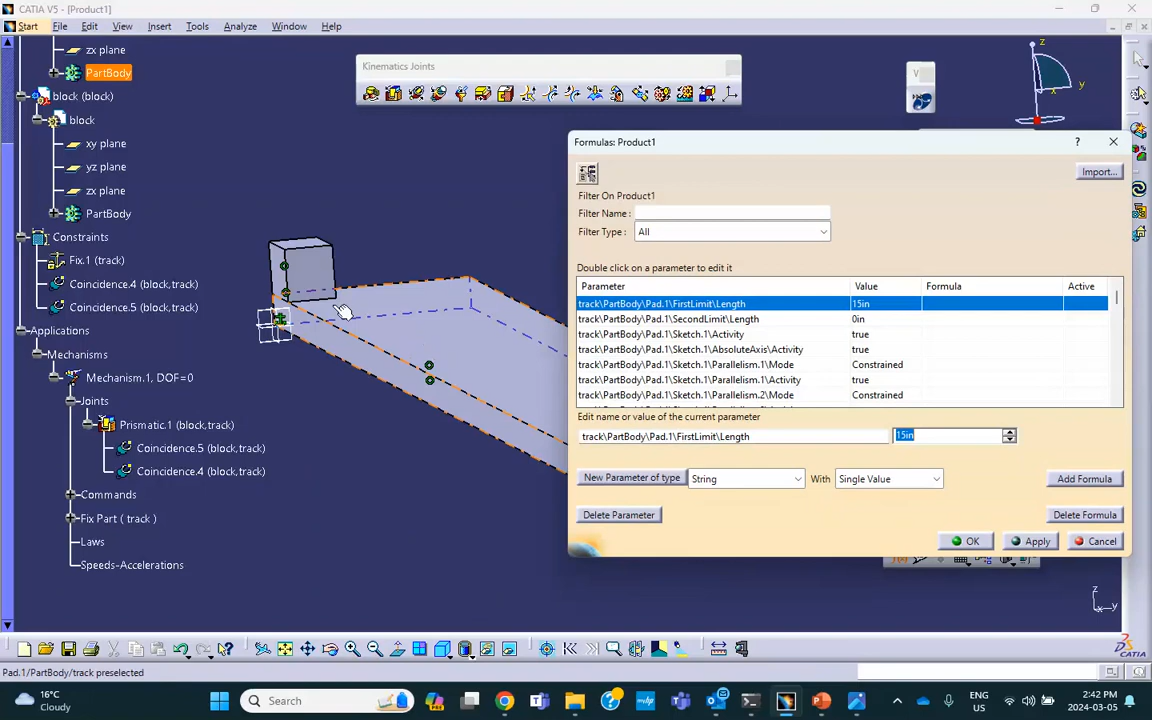 CATIA V5 - [Product1]
Start File Edit View Insert Tools Analyze Window Help
zx plane
PartBody
block (block)
block
xy plane
yz plane
zx plane
PartBody
Constraints
Fix.1 (track)
Coincidence.4 (block,track)
Coincidence.5 (block,track)
Applications
Mechanisms
Mechanism.1, DOF=0
Joints
Prismatic.1 (block,track)
Coincidence.5 (block,track)
Coincidence.4 (block,track)
Commands
Fix Part ( track )
Laws
Speeds-Accelerations
Kinematics Joints
V
z
y
x
Formulas: Product1
?
Import...
Filter On Product1
Filter Name :
Filter Type : All
Double click on a parameter to edit it
Parameter Value Formula Active
track\PartBody\Pad.1\FirstLimit\Length 15in
track\PartBody\Pad.1\SecondLimit\Length 0in
track\PartBody\Pad.1\Sketch.1\Activity true
track\PartBody\Pad.1\Sketch.1\AbsoluteAxis\Activity true
track\PartBody\Pad.1\Sketch.1\Parallelism.1\Mode Constrained
track\PartBody\Pad.1\Sketch.1\Parallelism.1\Activity true
track\PartBody\Pad.1\Sketch.1\Parallelism.2\Mode Constrained
Edit name or value of the current parameter
track\PartBody\Pad.1\FirstLimit\Length 15in
New Parameter of type String With Single Value Add Formula
Delete Parameter Delete Formula
OK Apply Cancel
z
x y
CATIA
Pad.1/PartBody/track preselected
16°C
Cloudy
Search
ENG
US
2:42 PM
2024-03-05